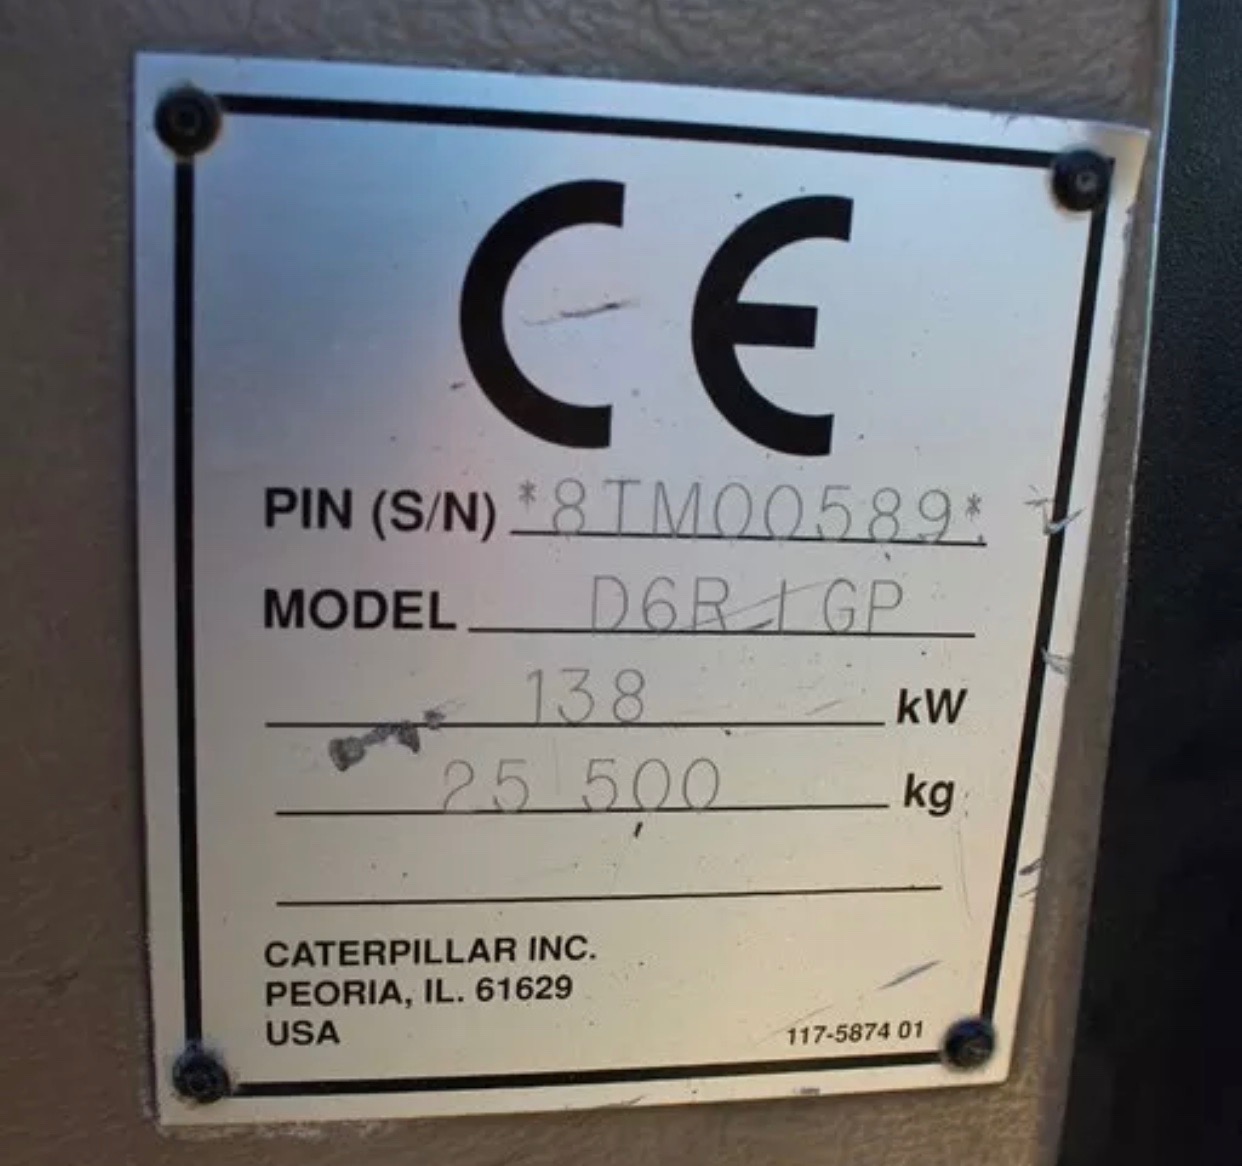 CE
PIN (S/N) *8TM00589*
MODEL D6R LGP
138 kW
25 500 kg
CATERPILLAR INC.
PEORIA, IL. 61629
USA
117-5874 01